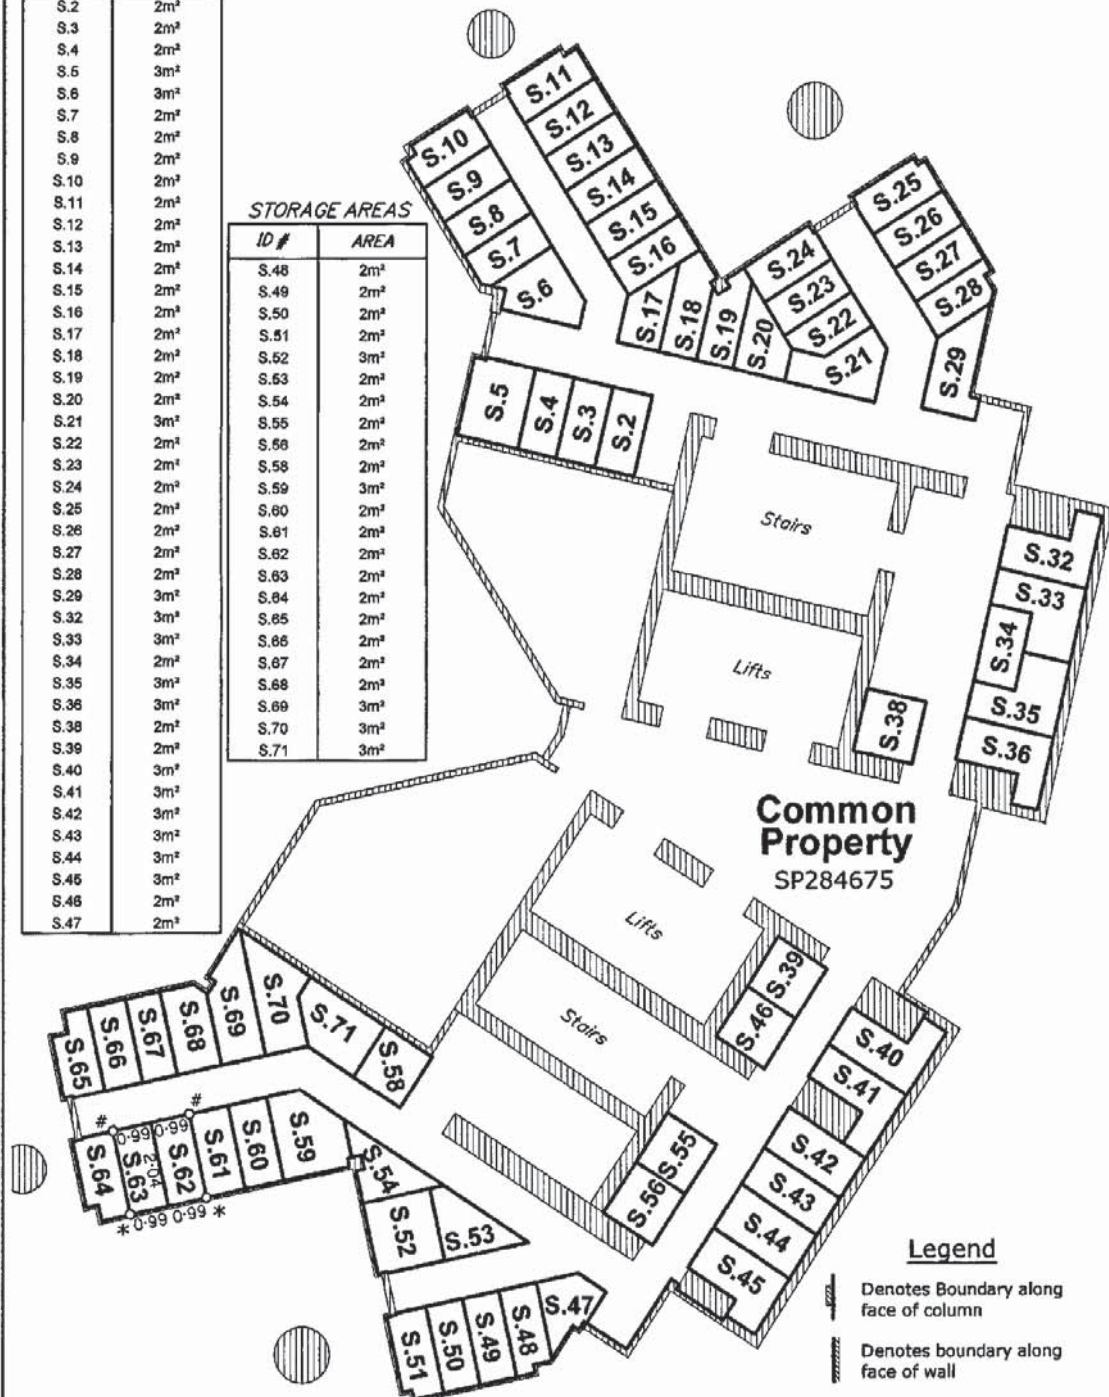 S.2 2m²
S.3 2m²
S.4 2m²
S.5 3m²
S.6 3m²
S.7 2m²
S.8 2m²
S.9 2m²
S.10 2m²
S.11 2m²
S.12 2m²
S.13 2m²
S.14 2m²
S.15 2m²
S.16 2m²
S.17 2m²
S.18 2m²
S.19 2m²
S.20 2m²
S.21 3m²
S.22 2m²
S.23 2m²
S.24 2m²
S.25 2m²
S.26 2m²
S.27 2m²
S.28 2m²
S.29 3m²
S.32 3m²
S.33 3m²
S.34 2m²
S.35 3m²
S.36 3m²
S.38 2m²
S.39 2m²
S.40 3m²
S.41 3m²
S.42 3m²
S.43 3m²
S.44 3m²
S.45 3m²
S.46 2m²
S.47 2m²
STORAGE AREAS
ID # AREA
S.48 2m²
S.49 2m²
S.50 2m²
S.51 2m²
S.52 3m²
S.53 2m²
S.54 2m²
S.55 2m²
S.56 2m²
S.58 2m²
S.59 3m²
S.60 2m²
S.61 2m²
S.62 2m²
S.63 2m²
S.64 2m²
S.65 2m²
S.66 2m²
S.67 2m²
S.68 2m²
S.69 3m²
S.70 3m²
S.71 3m²
S.10
S.9
S.8
S.7
S.6
S.11
S.12
S.13
S.14
S.15
S.16
S.17
S.18
S.19
S.20
S.24
S.23
S.22
S.21
S.25
S.26
S.27
S.28
S.29
S.5
S.4
S.3
S.2
Stairs
Lifts
S.32
S.33
S.34
S.35
S.36
S.38
Common
Property
SP284675
Lifts
Stairs
S.39
S.46
S.40
S.41
S.42
S.43
S.44
S.45
S.55
S.56
S.65
S.66
S.67
S.68
S.69
S.70
S.71
S.58
# #
0·99 0·99
2·04
S.64
S.63
S.62
S.61
S.60
S.59
* 0·99 0·99 *
S.54
S.52
S.53
S.51
S.50
S.49
S.48
S.47
Legend
Denotes Boundary along
face of column
Denotes boundary along
face of wall